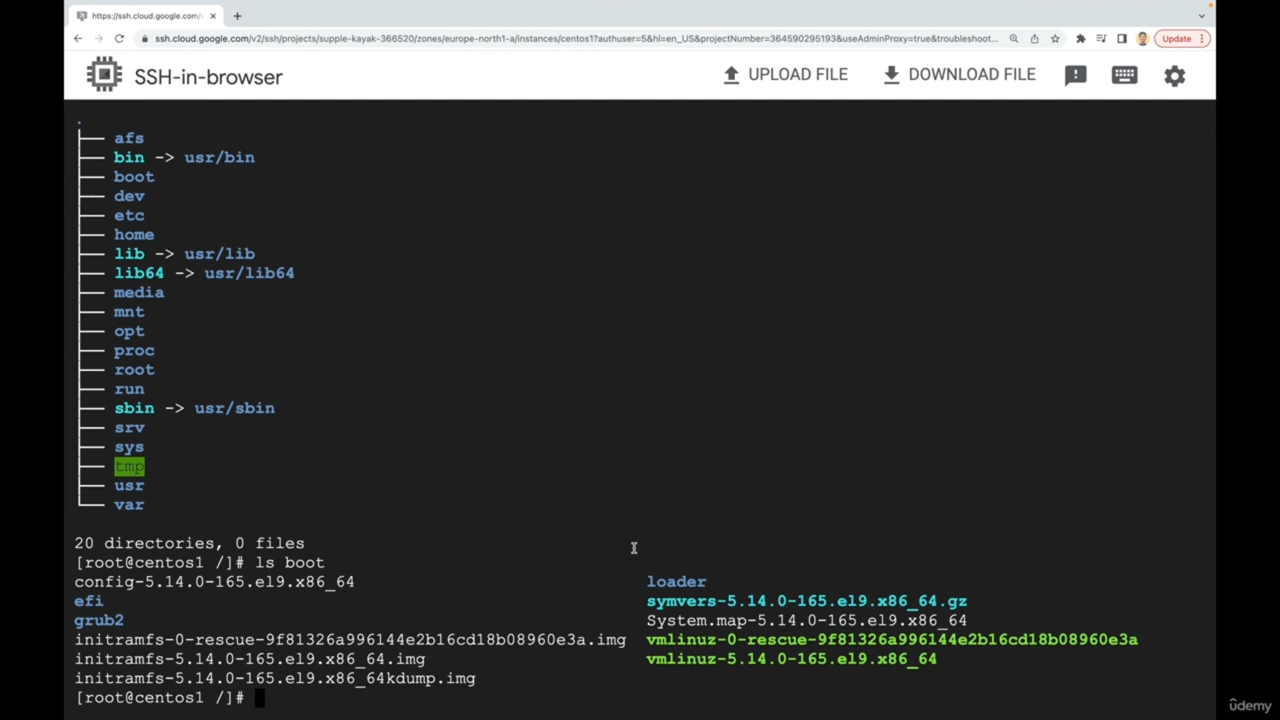 https://ssh.cloud.google.com/v
ssh.cloud.google.com/v2/ssh/projects/supple-kayak-366520/zones/europe-north1-a/instances/centos1?authuser=5&hl=en_US&projectNumber=364590295193&useAdminProxy=true&troubleshoot... Update
SSH-in-browser UPLOAD FILE DOWNLOAD FILE
.
├── afs
├── bin -> usr/bin
├── boot
├── dev
├── etc
├── home
├── lib -> usr/lib
├── lib64 -> usr/lib64
├── media
├── mnt
├── opt
├── proc
├── root
├── run
├── sbin -> usr/sbin
├── srv
├── sys
├── tmp
├── usr
└── var
20 directories, 0 files
[root@centos1 /]# ls boot
config-5.14.0-165.el9.x86_64 loader
efi symvers-5.14.0-165.el9.x86_64.gz
grub2 System.map-5.14.0-165.el9.x86_64
initramfs-0-rescue-9f81326a996144e2b16cd18b08960e3a.img vmlinuz-0-rescue-9f81326a996144e2b16cd18b08960e3a
initramfs-5.14.0-165.el9.x86_64.img vmlinuz-5.14.0-165.el9.x86_64
initramfs-5.14.0-165.el9.x86_64kdump.img
[root@centos1 /]#
ûdemy